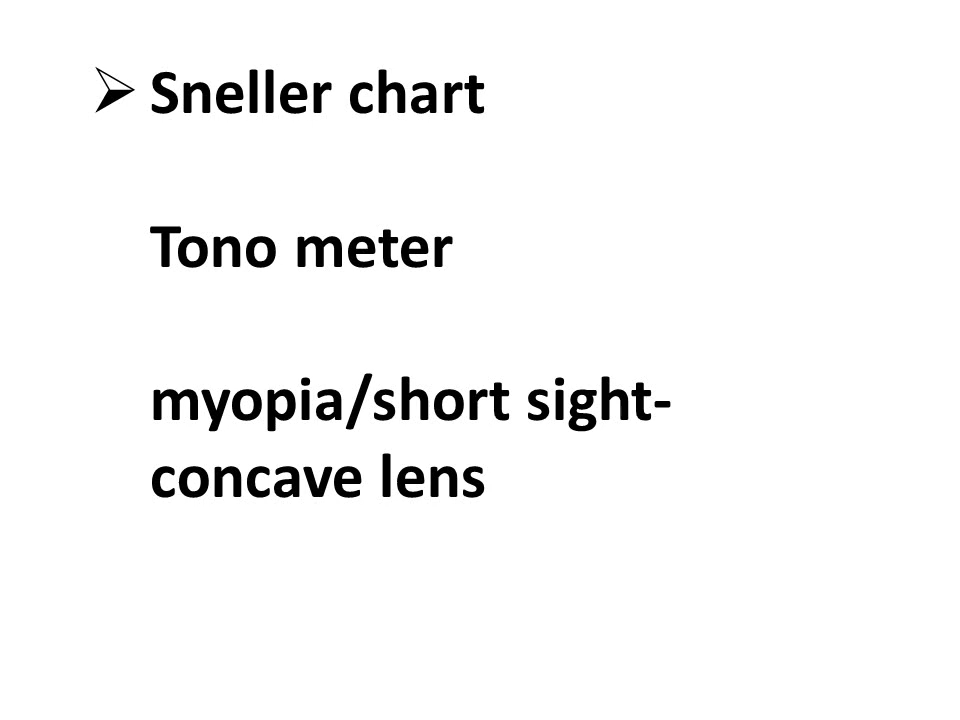 ➢ Sneller chart
Tono meter
myopia/short sight-
concave lens